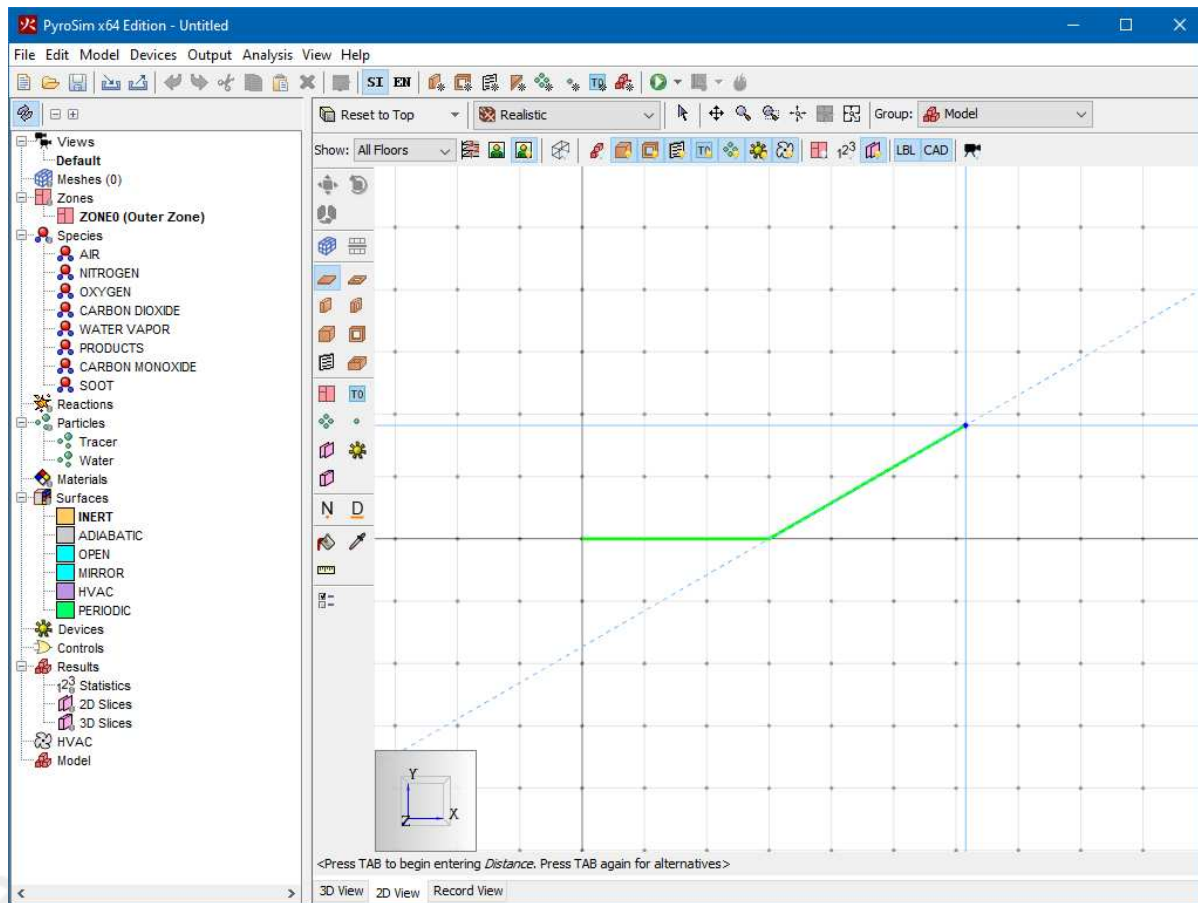 PyroSim x64 Edition - Untitled
File Edit Model Devices Output Analysis View Help
SI EN
Reset to Top Realistic Group: Model
Show: All Floors 123 LBL CAD
Views
Default
Meshes (0)
Zones
ZONE0 (Outer Zone)
Species
AIR
NITROGEN
OXYGEN
CARBON DIOXIDE
WATER VAPOR
PRODUCTS
CARBON MONOXIDE
SOOT
Reactions
Particles
Tracer
Water
Materials
Surfaces
INERT
ADIABATIC
OPEN
MIRROR
HVAC
PERIODIC
Devices
Controls
Results
123 Statistics
2D Slices
3D Slices
HVAC
Model
T0
N D
Y
Z X
<Press TAB to begin entering Distance. Press TAB again for alternatives>
3D View 2D View Record View